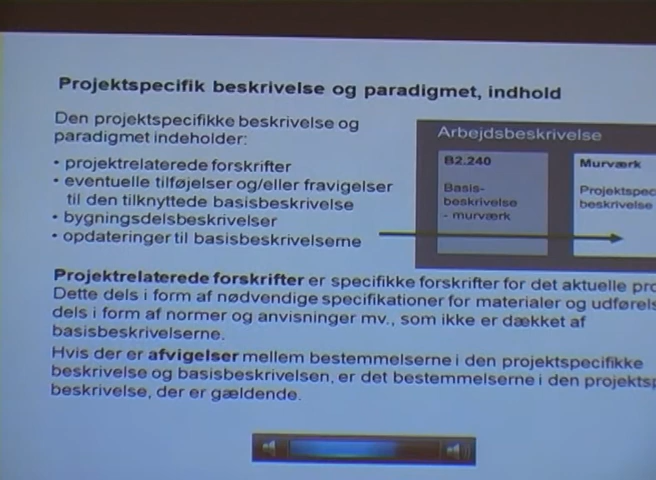 Projektspecifik beskrivelse og paradigmet, indhold
Den projektspecifikke beskrivelse og
paradigmet indeholder:
• projektrelaterede forskrifter
• eventuelle tilføjelser og/eller fravigelser
til den tilknyttede basisbeskrivelse
• bygningsdelsbeskrivelser
• opdateringer til basisbeskrivelserne
Arbejdsbeskrivelse
B2.240
Basis-
beskrivelse
- murværk
Murværk
Projektspec
beskrivelse
Projektrelaterede forskrifter er specifikke forskrifter for det aktuelle pro
Dette dels i form af nødvendige specifikationer for materialer og udførels
dels i form af normer og anvisninger mv., som ikke er dækket af
basisbeskrivelserne.
Hvis der er afvigelser mellem bestemmelserne i den projektspecifikke
beskrivelse og basisbeskrivelsen, er det bestemmelserne i den projektsp
beskrivelse, der er gældende.